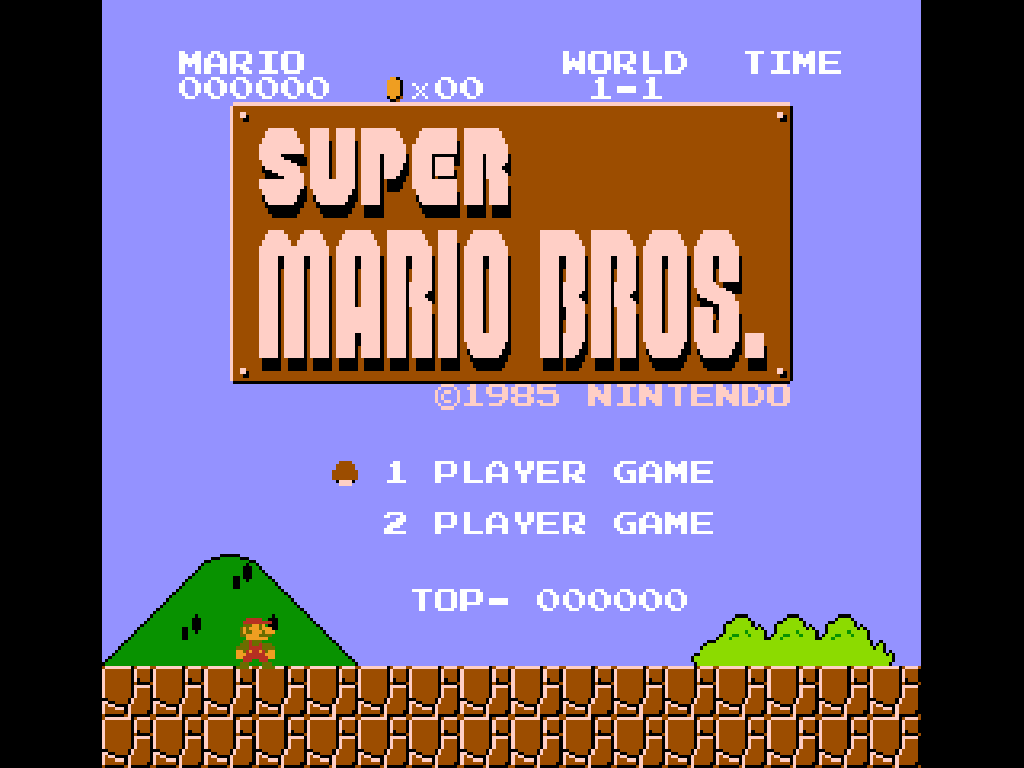 MARIO WORLD TIME
000000 ×00 1-1
SUPER
MARIO BROS.
©1985 NINTENDO
1 PLAYER GAME
2 PLAYER GAME
TOP- 000000